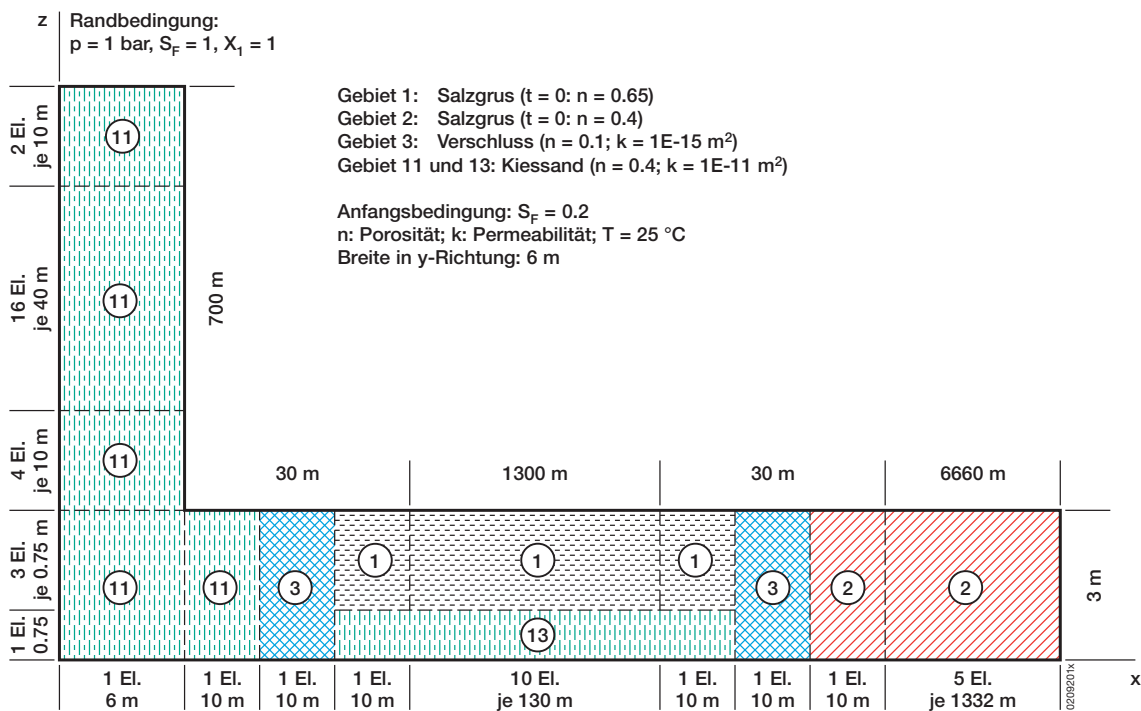 z
Randbedingung:
p = 1 bar, S_F = 1, X_1 = 1
Gebiet 1: Salzgrus (t = 0: n = 0.65)
Gebiet 2: Salzgrus (t = 0: n = 0.4)
Gebiet 3: Verschluss (n = 0.1; k = 1E-15 m²)
Gebiet 11 und 13: Kiessand (n = 0.4; k = 1E-11 m²)
Anfangsbedingung: S_F = 0.2
n: Porosität; k: Permeabilität; T = 25 °C
Breite in y-Richtung: 6 m
2 El.
je 10 m
11
16 El.
je 40 m
11
700 m
4 El.
je 10 m
11
30 m
1300 m
30 m
6660 m
3 El.
je 0.75 m
11
11
3
1
1
1
3
2
2
3 m
1 El.
0.75
13
1 El.
6 m
1 El.
10 m
1 El.
10 m
1 El.
10 m
10 El.
je 130 m
1 El.
10 m
1 El.
10 m
1 El.
10 m
5 El.
je 1332 m
x
0209201x